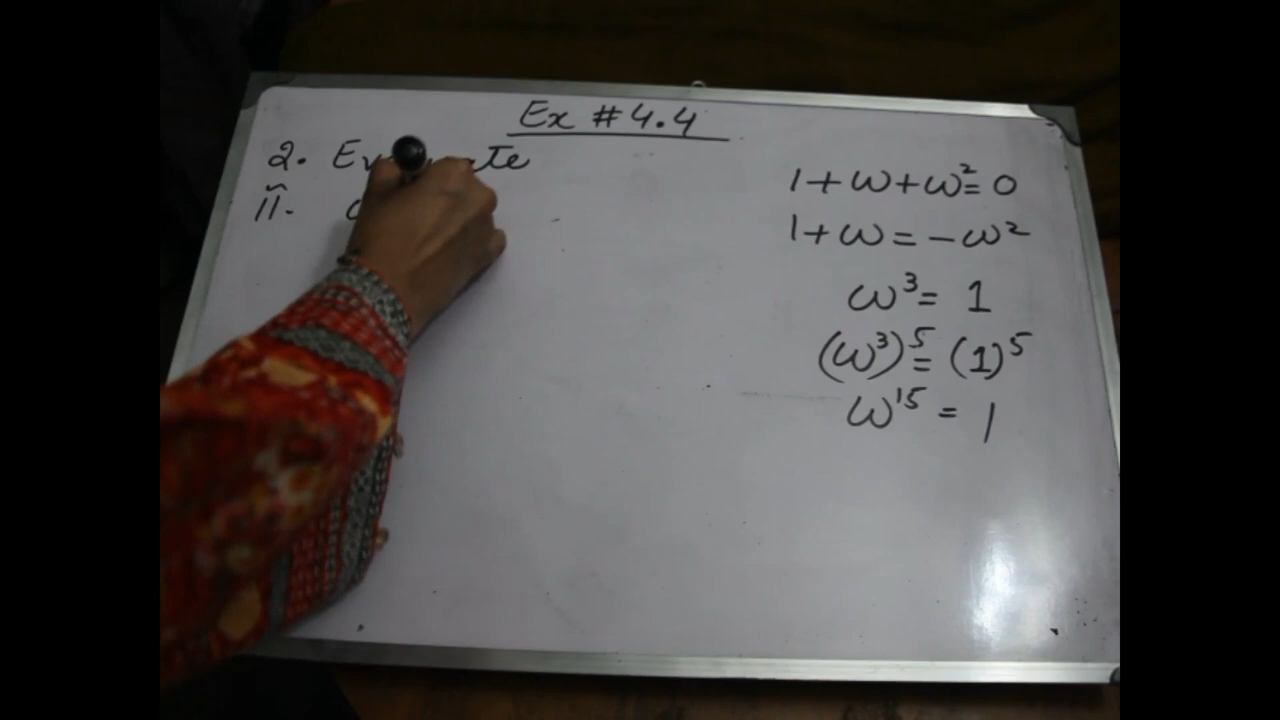 Ex # 4.4
2. Ev te
ii.
1+ω+ω²=0
1+ω=-ω²
ω³= 1
(ω³)⁵=(1)⁵
ω¹⁵ = 1